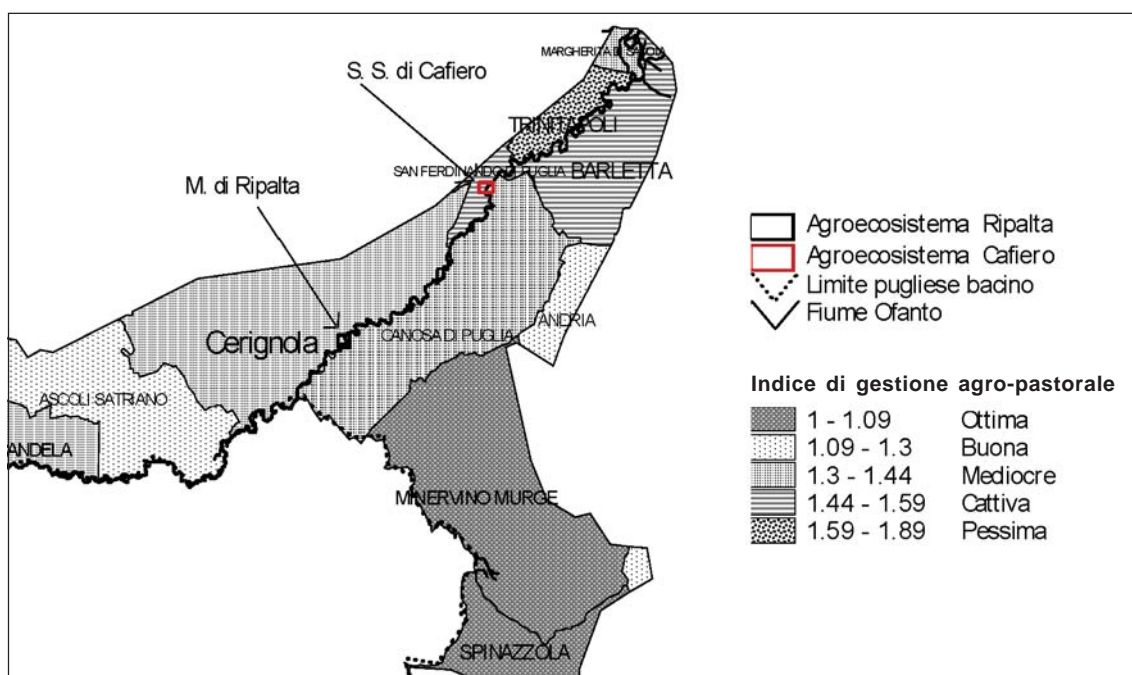 MARGHERITA DI SAVOIA
S. S. di Cafiero
TRINITAPOLI
SAN FERDINANDO DI PUGLIA
BARLETTA
M. di Ripalta
Cerignola
CANOSA DI PUGLIA
ANDRIA
ASCOLI SATRIANO
ANDELA
MINERVINO MURGE
SPINAZZOLA
Agroecosistema Ripalta
Agroecosistema Cafiero
Limite pugliese bacino
Fiume Ofanto
Indice di gestione agro-pastorale
1 - 1.09 Ottima
1.09 - 1.3 Buona
1.3 - 1.44 Mediocre
1.44 - 1.59 Cattiva
1.59 - 1.89 Pessima